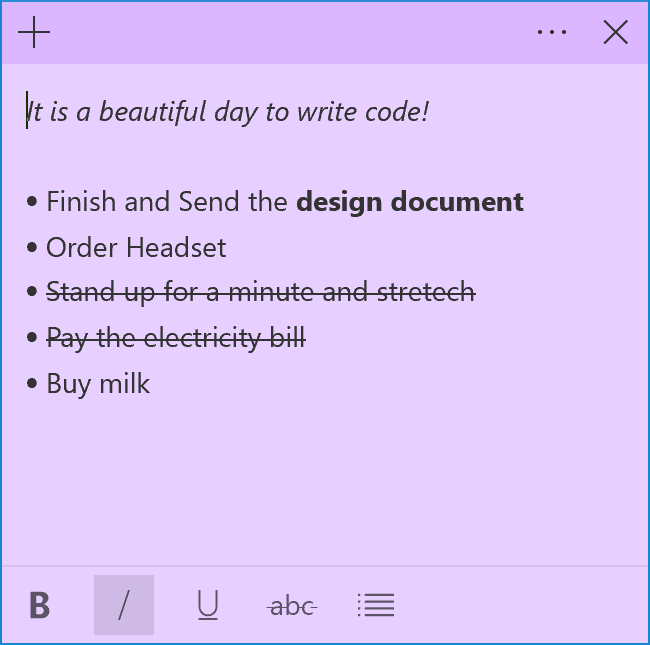 It is a beautiful day to write code!
• Finish and Send the design document
• Order Headset
• Stand up for a minute and stretech
• Pay the electricity bill
• Buy milk
B / U abc